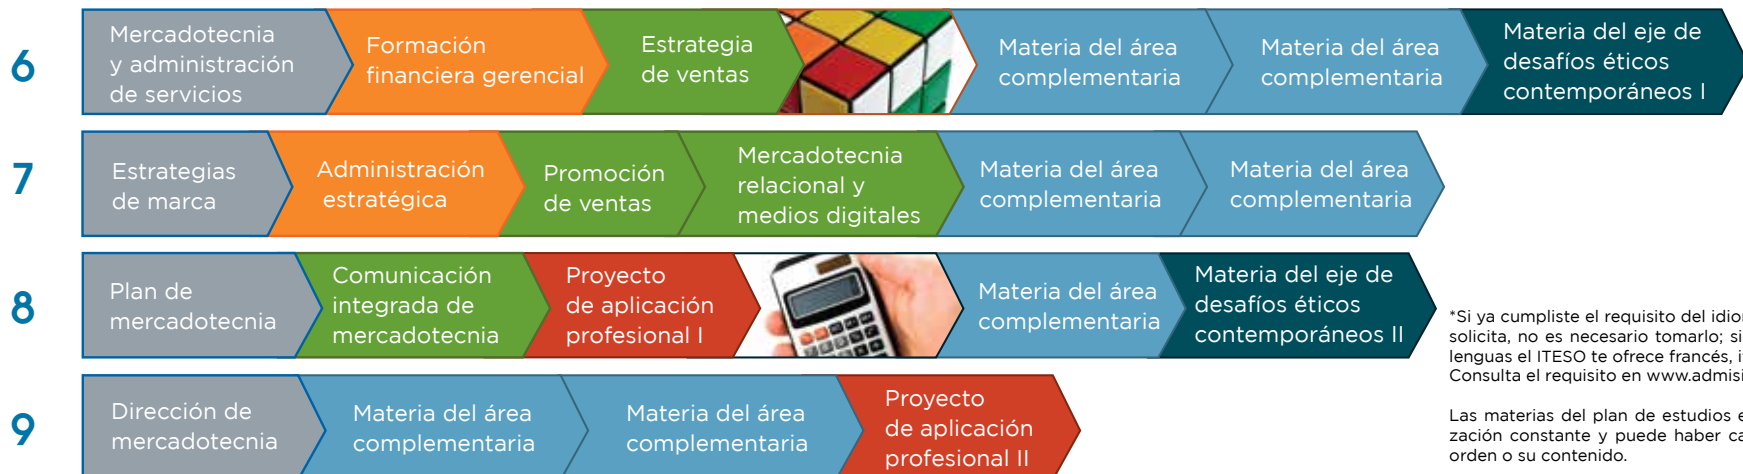 6
Mercadotecnia
y administración
de servicios
Formación
financiera gerencial
Estrategia
de ventas
Materia del área
complementaria
Materia del área
complementaria
Materia del eje de
desafíos éticos
contemporáneos I
7
Estrategias
de marca
Administración
estratégica
Promoción
de ventas
Mercadotecnia
relacional y
medios digitales
Materia del área
complementaria
Materia del área
complementaria
8
Plan de
mercadotecnia
Comunicación
integrada de
mercadotecnia
Proyecto
de aplicación
profesional I
Materia del área
complementaria
Materia del eje de
desafíos éticos
contemporáneos II
9
Dirección de
mercadotecnia
Materia del área
complementaria
Materia del área
complementaria
Proyecto
de aplicación
profesional II
*Si ya cumpliste el requisito del
solicita, no es necesario tomarlo; si
lenguas el ITESO te ofrece francés,
Consulta el requisito en
Las materias del plan de estudios
zación constante y puede haber
orden o su contenido.